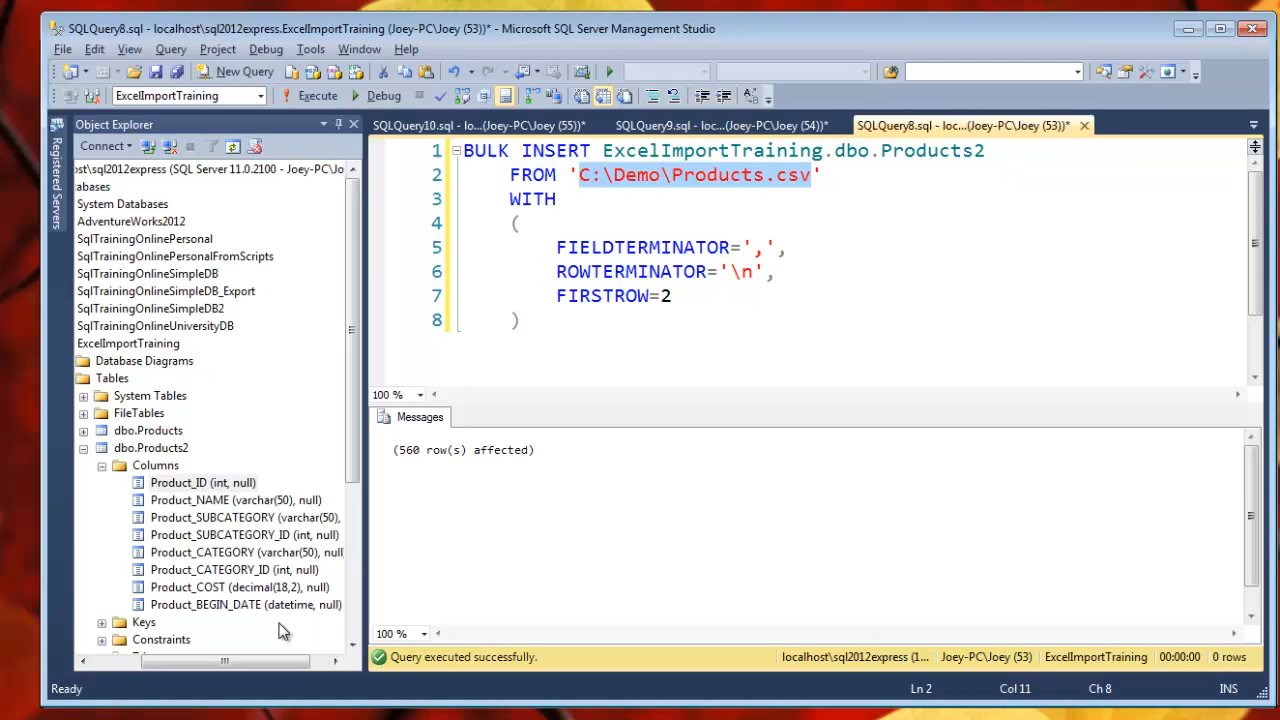 SQLQuery8.sql - localhost\sql2012express.ExcelImportTraining (Joey-PC\Joey (53))* - Microsoft SQL Server Management Studio
File Edit View Query Project Debug Tools Window Help
New Query
ExcelImportTraining Execute Debug
Registered Servers
Object Explorer
Connect
st\sql2012express (SQL Server 11.0.2100 - Joey-PC\Jo
abases
System Databases
AdventureWorks2012
SqlTrainingOnlinePersonal
SqlTrainingOnlinePersonalFromScripts
SqlTrainingOnlineSimpleDB
SqlTrainingOnlineSimpleDB_Export
SqlTrainingOnlineSimpleDB2
SqlTrainingOnlineUniversityDB
ExcelImportTraining
Database Diagrams
Tables
System Tables
FileTables
dbo.Products
dbo.Products2
Columns
Product_ID (int, null)
Product_NAME (varchar(50), null)
Product_SUBCATEGORY (varchar(50),
Product_SUBCATEGORY_ID (int, null)
Product_CATEGORY (varchar(50), null
Product_CATEGORY_ID (int, null)
Product_COST (decimal(18,2), null)
Product_BEGIN_DATE (datetime, null)
Keys
Constraints
SQLQuery10.sql - lo...(Joey-PC\Joey (55))* SQLQuery9.sql - loc...(Joey-PC\Joey (54))* SQLQuery8.sql - loc...(Joey-PC\Joey (53))*
1 BULK INSERT ExcelImportTraining.dbo.Products2
2 FROM 'C:\Demo\Products.csv'
3 WITH
4 (
5 FIELDTERMINATOR=',',
6 ROWTERMINATOR='\n',
7 FIRSTROW=2
8 )
100 %
Messages
(560 row(s) affected)
100 %
Query executed successfully. localhost\sql2012express (1... Joey-PC\Joey (53) ExcelImportTraining 00:00:00 0 rows
Ready Ln 2 Col 11 Ch 8 INS